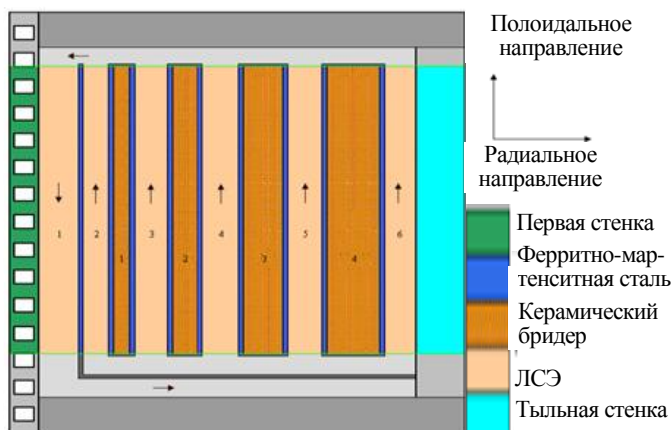 Полоидальное
направление
Радиальное
направление
1 2 3 4 5 6
1 2 3 4
Первая стенка
Ферритно-мар-
тенситная сталь
Керамический
бридер
ЛСЭ
Тыльная стенка